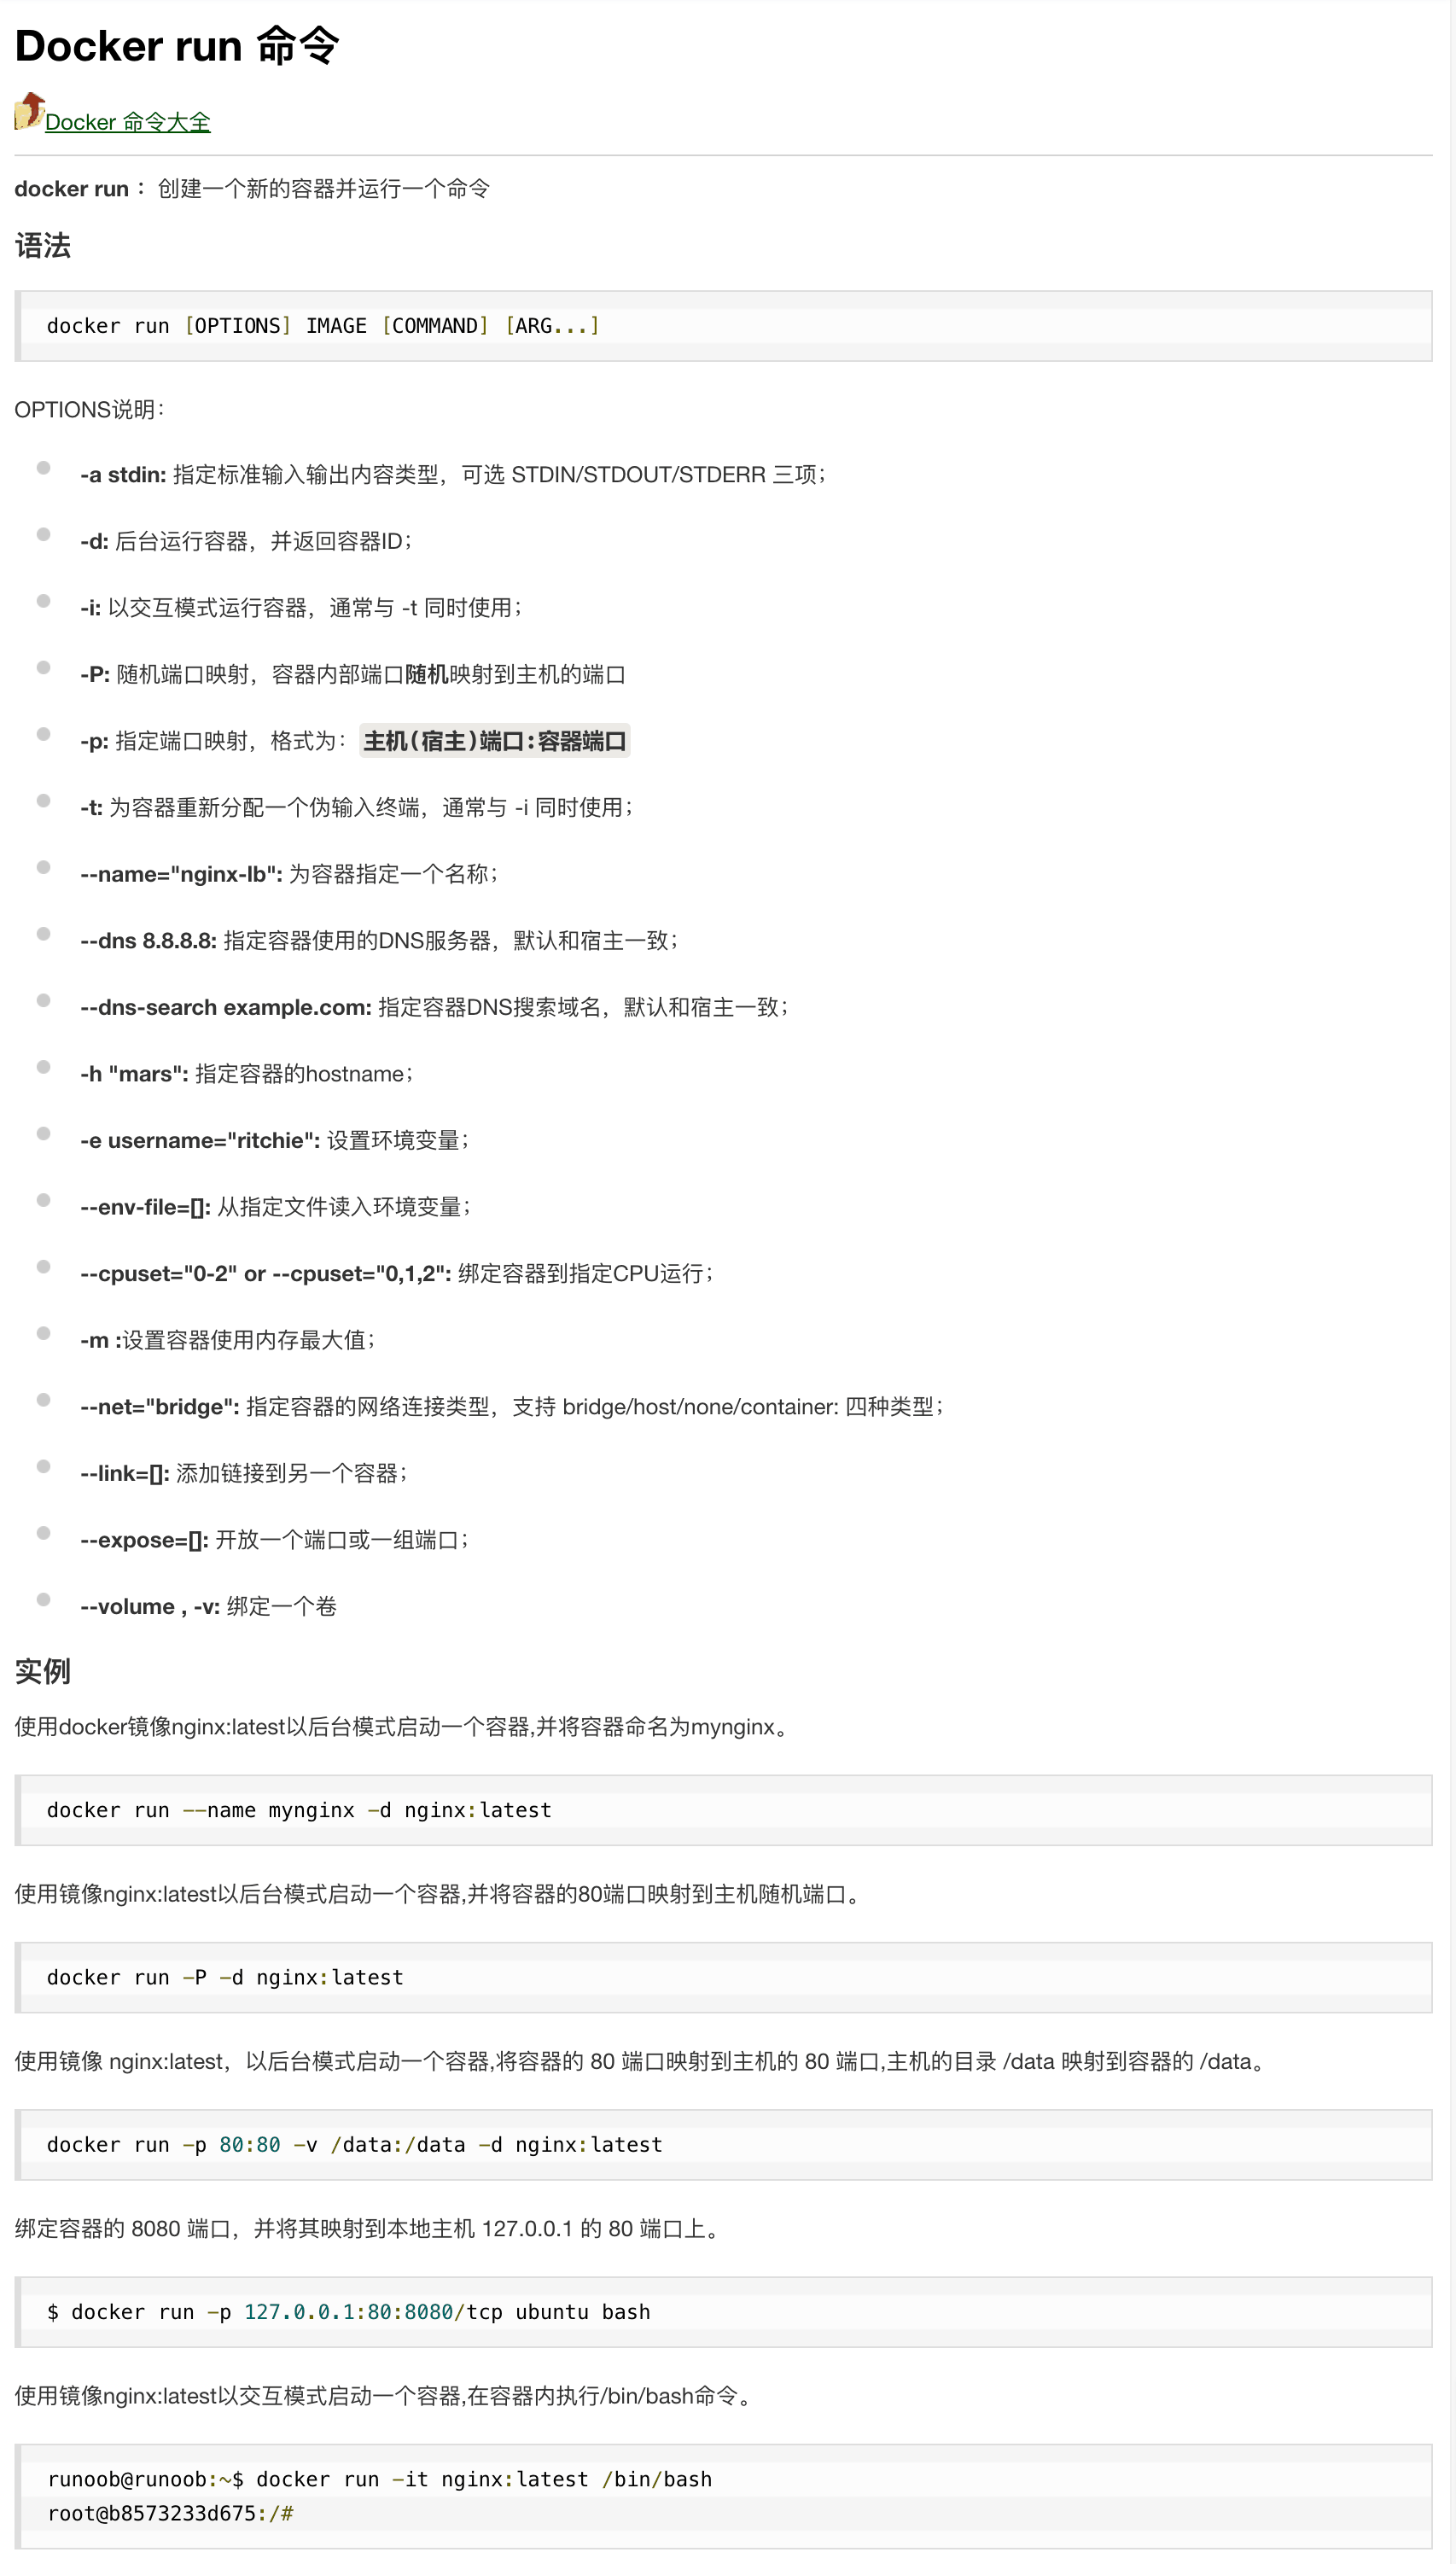 Docker run 命令
Docker 命令大全
docker run ：创建一个新的容器并运行一个命令
语法
docker run [OPTIONS] IMAGE [COMMAND] [ARG...]
OPTIONS说明：
-a stdin: 指定标准输入输出内容类型，可选 STDIN/STDOUT/STDERR 三项；
-d: 后台运行容器，并返回容器ID；
-i: 以交互模式运行容器，通常与 -t 同时使用；
-P: 随机端口映射，容器内部端口随机映射到主机的端口
-p: 指定端口映射，格式为：主机(宿主)端口:容器端口
-t: 为容器重新分配一个伪输入终端，通常与 -i 同时使用；
--name="nginx-lb": 为容器指定一个名称；
--dns 8.8.8.8: 指定容器使用的DNS服务器，默认和宿主一致；
--dns-search example.com: 指定容器DNS搜索域名，默认和宿主一致；
-h "mars": 指定容器的hostname；
-e username="ritchie": 设置环境变量；
--env-file=[]: 从指定文件读入环境变量；
--cpuset="0-2" or --cpuset="0,1,2": 绑定容器到指定CPU运行；
-m :设置容器使用内存最大值；
--net="bridge": 指定容器的网络连接类型，支持 bridge/host/none/container: 四种类型；
--link=[]: 添加链接到另一个容器；
--expose=[]: 开放一个端口或一组端口；
--volume , -v: 绑定一个卷
实例
使用docker镜像nginx:latest以后台模式启动一个容器,并将容器命名为mynginx。
docker run --name mynginx -d nginx:latest
使用镜像nginx:latest以后台模式启动一个容器,并将容器的80端口映射到主机随机端口。
docker run -P -d nginx:latest
使用镜像 nginx:latest，以后台模式启动一个容器,将容器的 80 端口映射到主机的 80 端口,主机的目录 /data 映射到容器的 /data。
docker run -p 80:80 -v /data:/data -d nginx:latest
绑定容器的 8080 端口，并将其映射到本地主机 127.0.0.1 的 80 端口上。
$ docker run -p 127.0.0.1:80:8080/tcp ubuntu bash
使用镜像nginx:latest以交互模式启动一个容器,在容器内执行/bin/bash命令。
runoob@runoob:~$ docker run -it nginx:latest /bin/bash
root@b8573233d675:/#